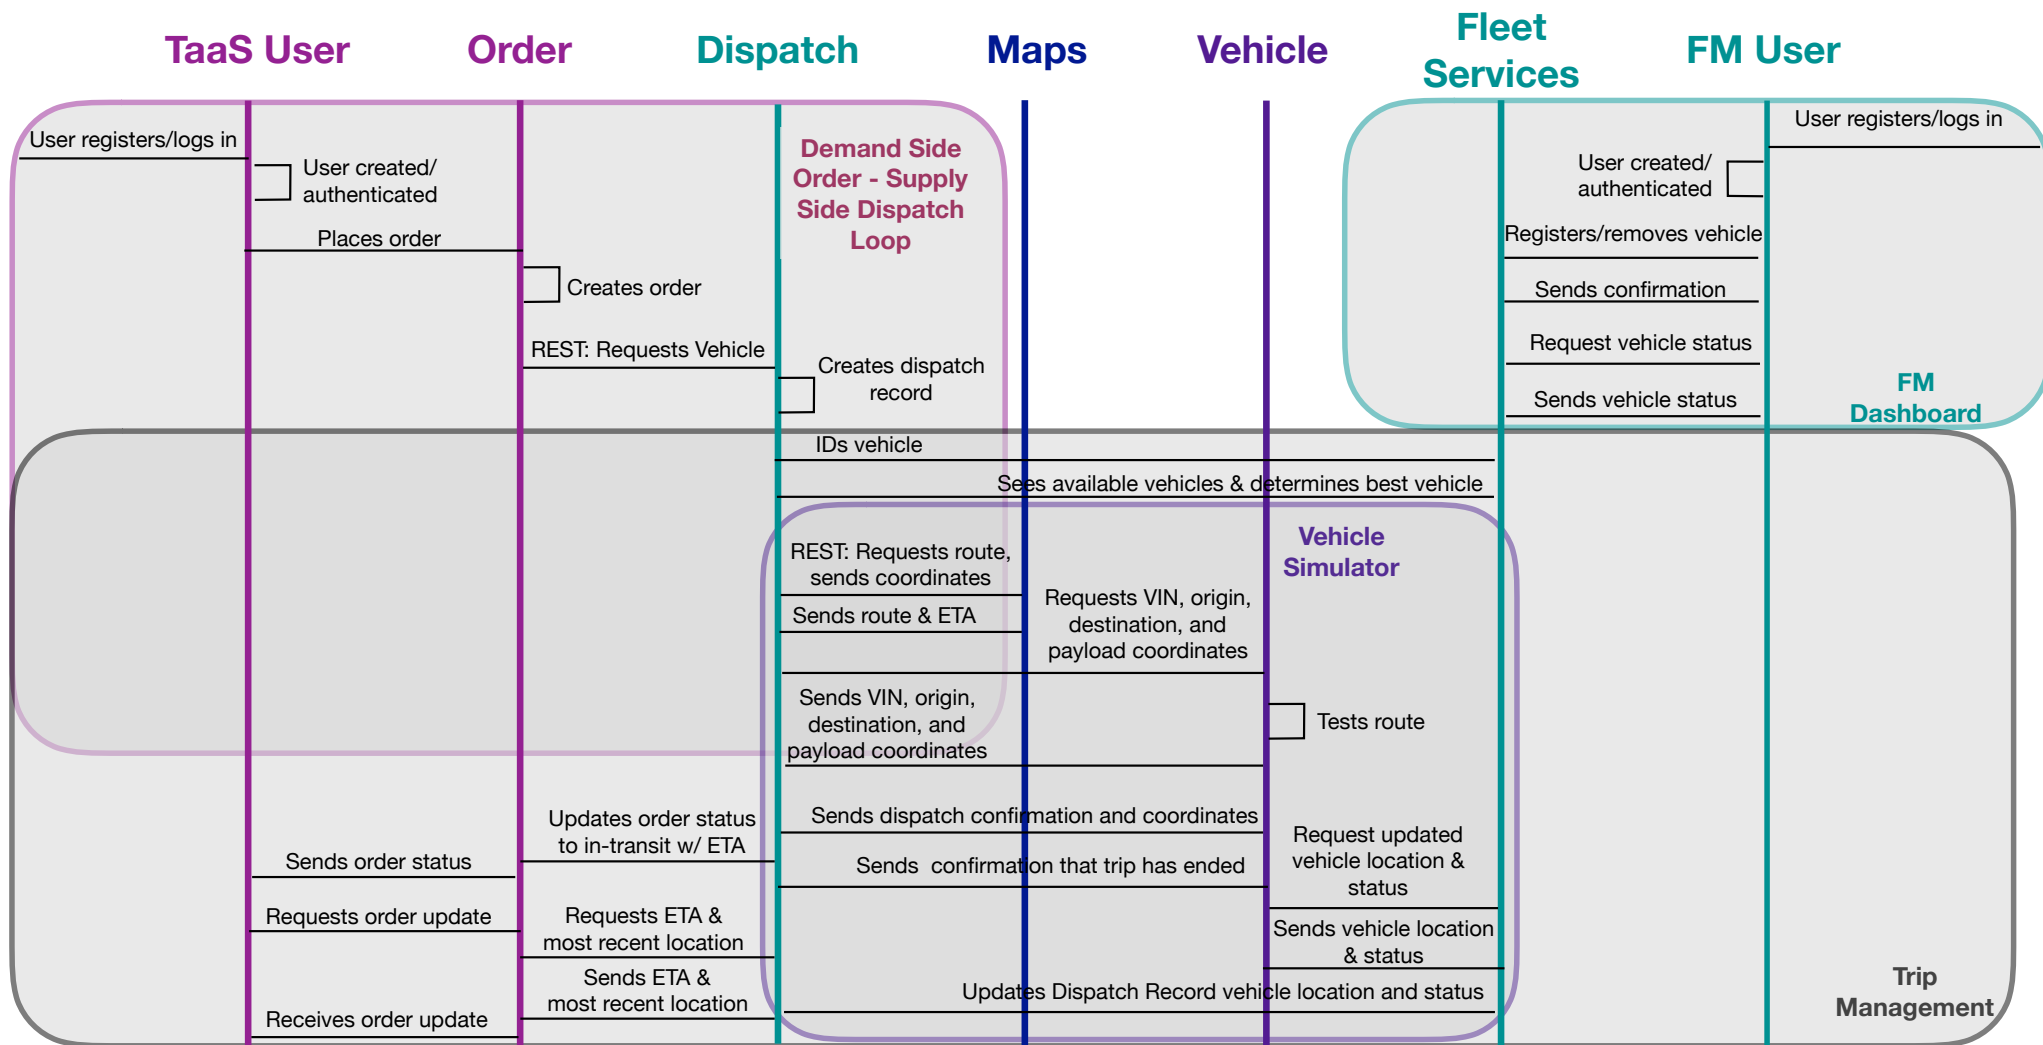 TaaS User
Order
Dispatch
Maps
Vehicle
Fleet
Services
FM User
User registers/logs in
User created/
authenticated
Places order
Creates order
REST: Requests Vehicle
Creates dispatch
record
Demand Side
Order - Supply
Side Dispatch
Loop
User registers/logs in
User created/
authenticated
Registers/removes vehicle
Sends confirmation
Request vehicle status
Sends vehicle status
FM
Dashboard
IDs vehicle
Sees available vehicles & determines best vehicle
Vehicle
Simulator
REST: Requests route,
sends coordinates
Sends route & ETA
Requests VIN, origin,
destination, and
payload coordinates
Sends VIN, origin,
destination, and
payload coordinates
Tests route
Sends dispatch confirmation and coordinates
Updates order status
to in-transit w/ ETA
Sends order status
Sends  confirmation that trip has ended
Request updated
vehicle location &
status
Requests order update
Requests ETA &
most recent location
Sends vehicle location
& status
Sends ETA &
most recent location
Updates Dispatch Record vehicle location and status
Receives order update
Trip
Management